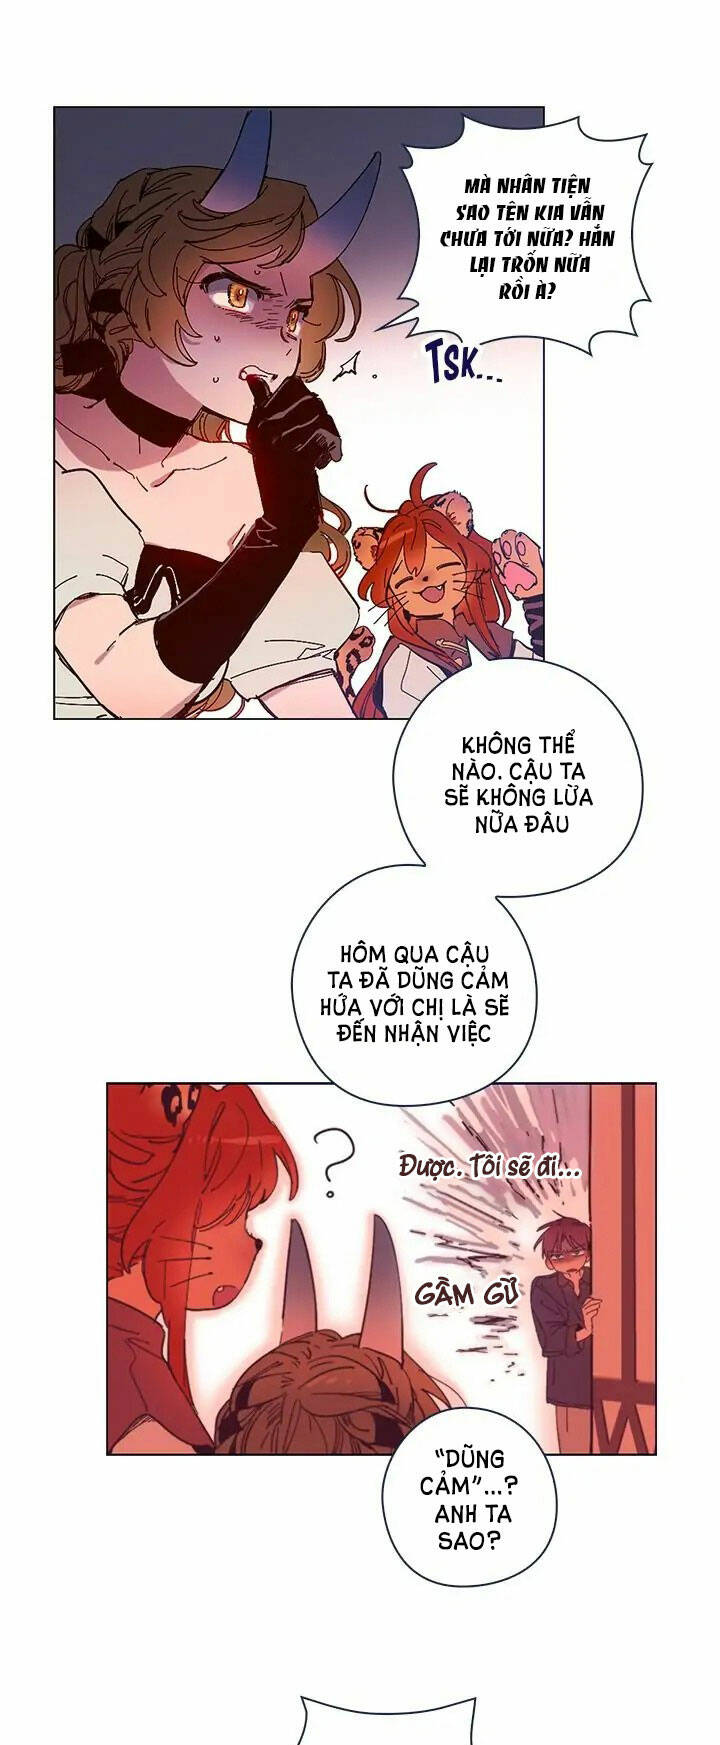 MÀ NHÂN TIỆN
SAO TÊN KIA VẪN
CHƯA TỚI NỮA? HẮN
LẠI TRỐN NỮA
RỒI À?
TSK...
KHÔNG THỂ
NÀO. CẬU TA
SẼ KHÔNG LỪA
NỮA ĐÂU
HÔM QUA CẬU
TA ĐÃ DŨNG CẢM
HỨA VỚI CHỊ LÀ SẼ
ĐẾN NHẬN VIỆC
?
Được. Tôi sẽ đi...
GẦM GỪ
“DŨNG
CẢM”...?
ANH TA
SAO?